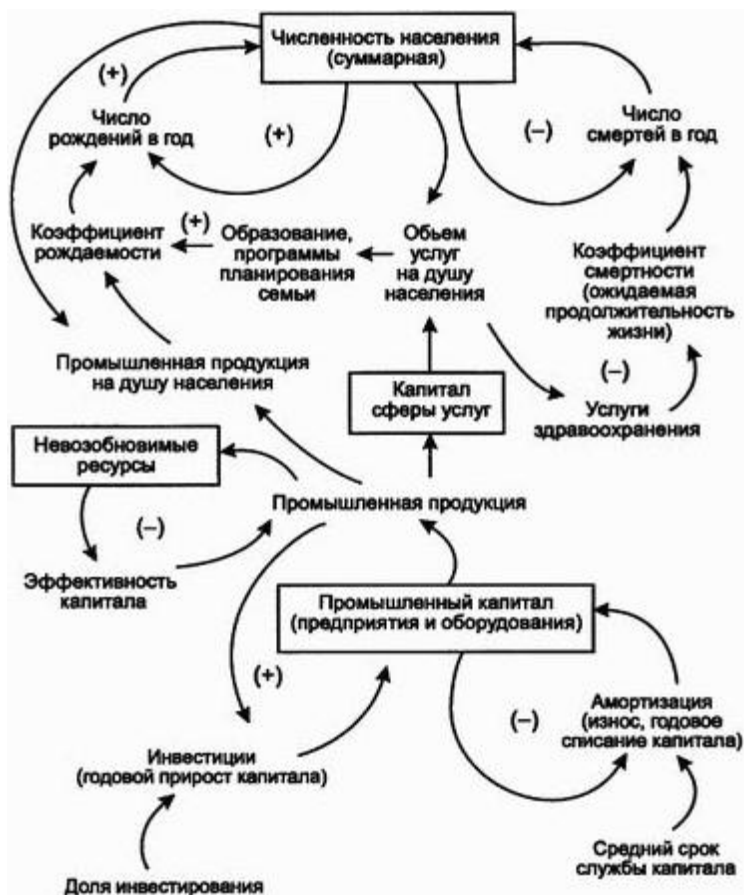 Численность населения
(суммарная)
(+)
Число
рождений в год
(+)
(–)
Число
смертей в год
Коэффициент
рождаемости
(+)
Образование,
программы
планирования
семьи
Объем
услуг
на душу
населения
Коэффициент
смертности
(ожидаемая
продолжительность
жизни)
Промышленная продукция
на душу населения
Капитал
сферы услуг
(–)
Услуги
здравоохранения
Невозобновимые
ресурсы
(–)
Промышленная продукция
Эффективность
капитала
Промышленный капитал
(предприятия и оборудования)
(+)
(–)
Амортизация
(износ, годовое
списание капитала)
Инвестиции
(годовой прирост капитала)
Средний срок
службы капитала
Доля инвестирования